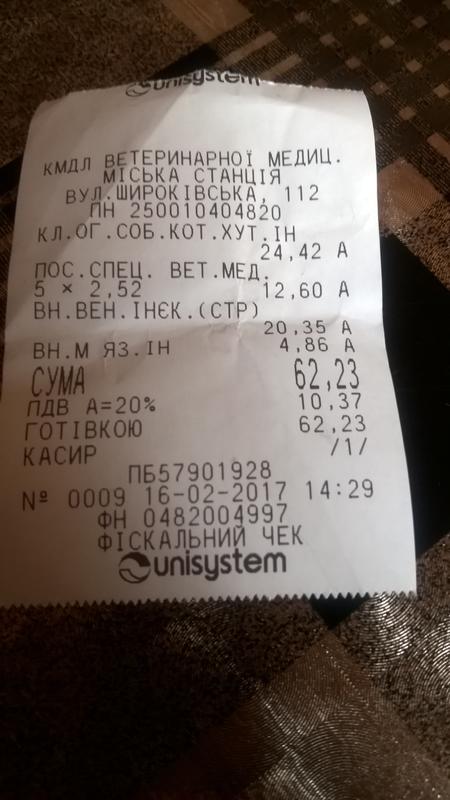 unisystem
КМДЛ ВЕТЕРИНАРНОЇ МЕДИЦ.
МІСЬКА СТАНЦІЯ
ВУЛ.ШИРОКІВСЬКА, 112
ПН 250010404820
КЛ.ОГ.СОБ.КОТ.ХУТ.ІН
24,42 А
ПОС.СПЕЦ. ВЕТ.МЕД.
5 × 2,52 12,60 А
ВН.ВЕН.ІНЄК.(СТР)
20,35 А
ВН.М ЯЗ.ІН 4,86 А
СУМА 62,23
ПДВ А=20% 10,37
ГОТІВКОЮ 62,23
КАСИР /1/
ПБ57901928
№ 0009 16-02-2017 14:29
ФН 0482004997
ФІСКАЛЬНИЙ ЧЕК
unisystem